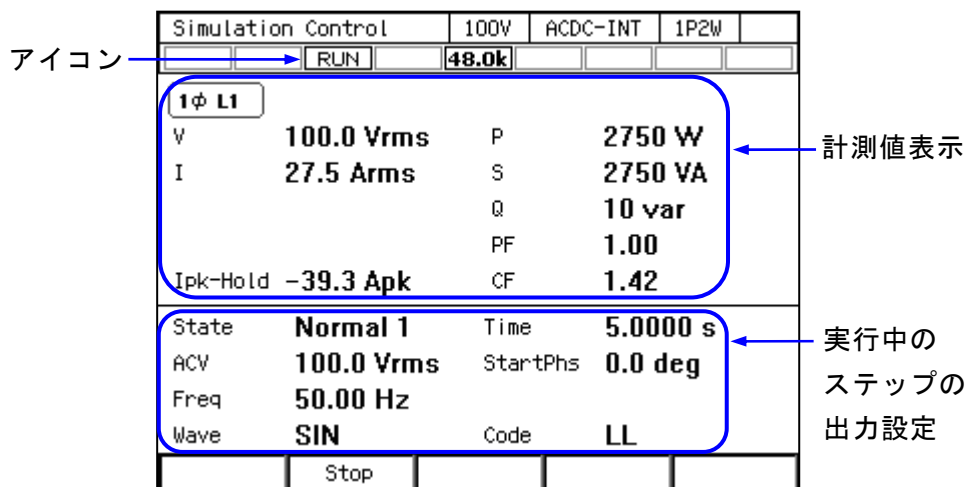 Simulation Control 100V ACDC-INT 1P2W
アイコン RUN 48.0k
1φ L1
V 100.0 Vrms P 2750 W
計測値表示
I 27.5 Arms S 2750 VA
Q 10 var
PF 1.00
Ipk-Hold -39.3 Apk CF 1.42
State Normal 1 Time 5.0000 s
ACV 100.0 Vrms StartPhs 0.0 deg
Freq 50.00 Hz
Wave SIN Code LL
実行中の
ステップの
出力設定
Stop